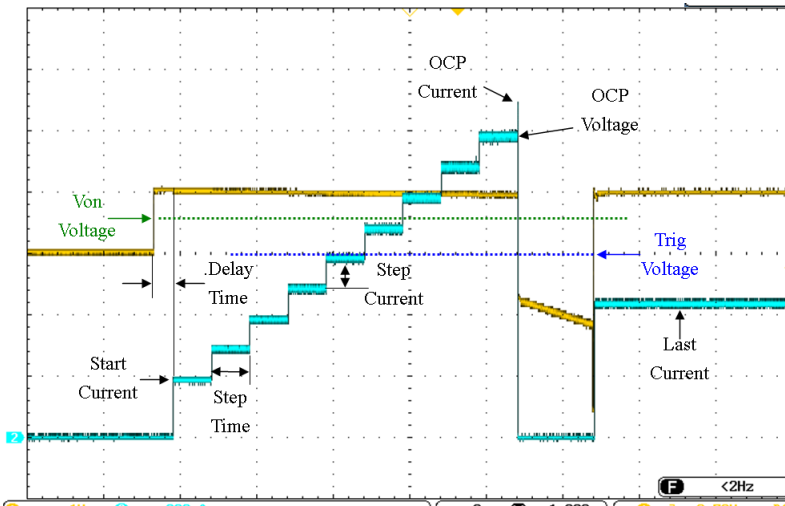 OCP
Current
OCP
Voltage
Von
Voltage
Trig
Voltage
.Delay
Time
Step
Current
Start
Current
Step
Time
Last
Current
2
F <2Hz